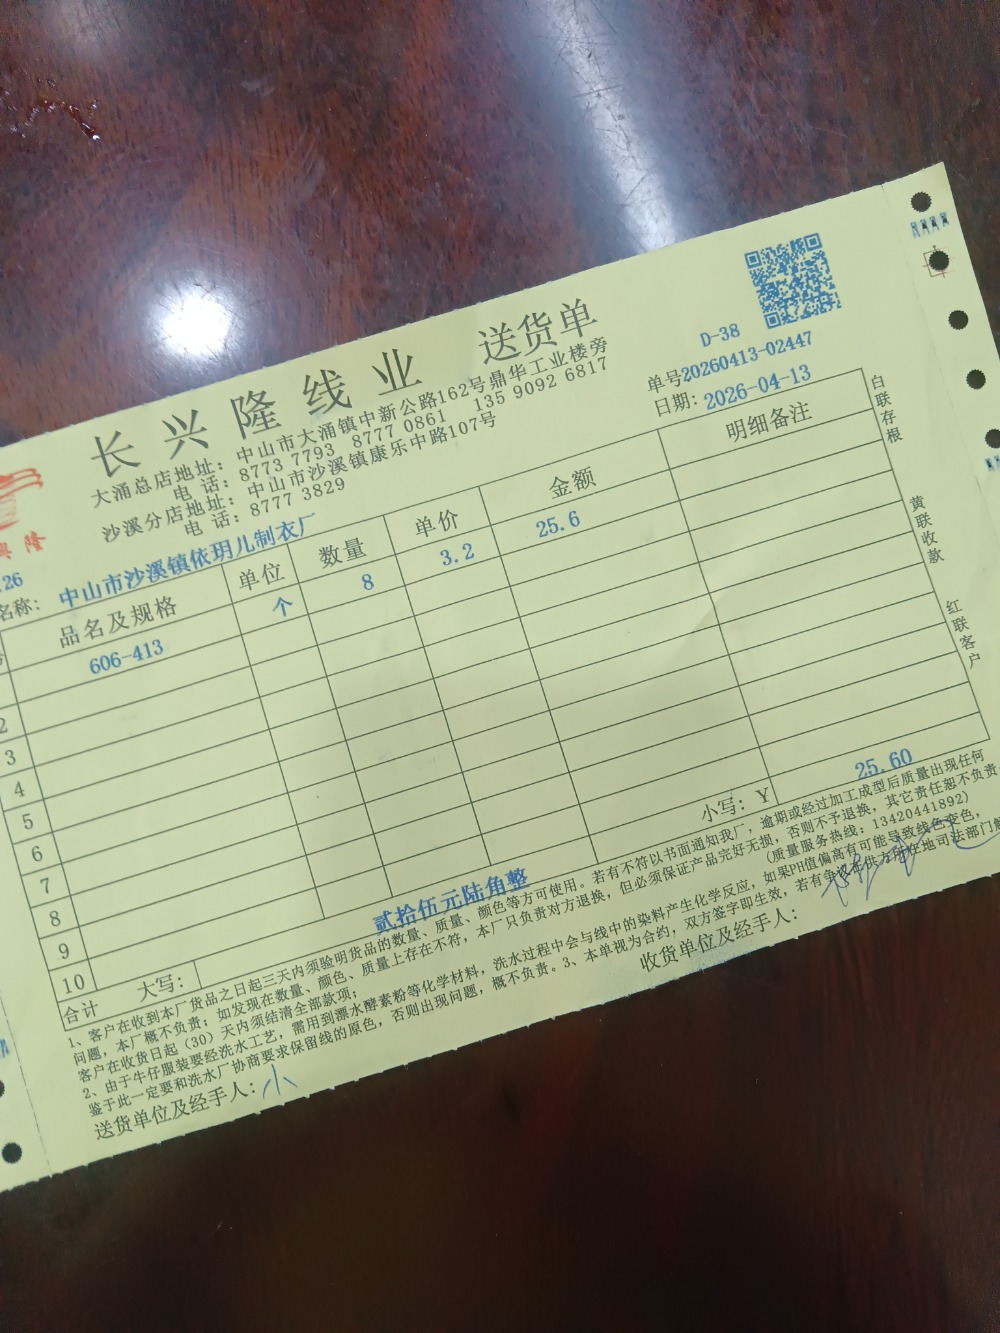 长兴隆线业 送货单
D-38
大涌总店地址：中山市大涌镇中新公路162号鼎华工业楼旁
电 话：8773 7793 8777 0861 135 9092 6817
沙溪分店地址：中山市沙溪镇康乐中路107号
电 话：8777 3829
单号：20260413-02447
日期：2026-04-13
隆
.26
名称：中山市沙溪镇依玥儿制衣厂
品名及规格 单位 数量 单价 金额 明细备注
606-413 个 8 3.2 25.6
2
3
4
5
6
7
8
9
10
合计 大写： 贰拾伍元陆角整 小写：Y 25.60
1、客户在收到本厂货品之日起三天内须验明货品的数量、质量、颜色等方可使用。若有不符以书面通知我厂，逾期或经过加工成型后质量出现任何
问题，本厂概不负责；如发现在数量、颜色、质量上存在不符，本厂只负责对方退换，但必须保证产品完好无损，否则不予退换，其它责任恕不负责。
客户在收货日起（30）天内须结清全部款项； （质量服务热线：13420441892）
2、由于牛仔服装要经洗水工艺，需用到漂水酵素粉等化学材料，洗水过程中会与线中的染料产生化学反应，如果PH值偏高有可能导致线色变色，
鉴于此一定要和洗水厂协商要求保留线的原色，否则出现问题，概不负责。3、本单视为合约，双方签字即生效，若有争议在供方所在地司法部门解
送货单位及经手人：小 收货单位及经手人：
白联存根
黄联收款
红联客户